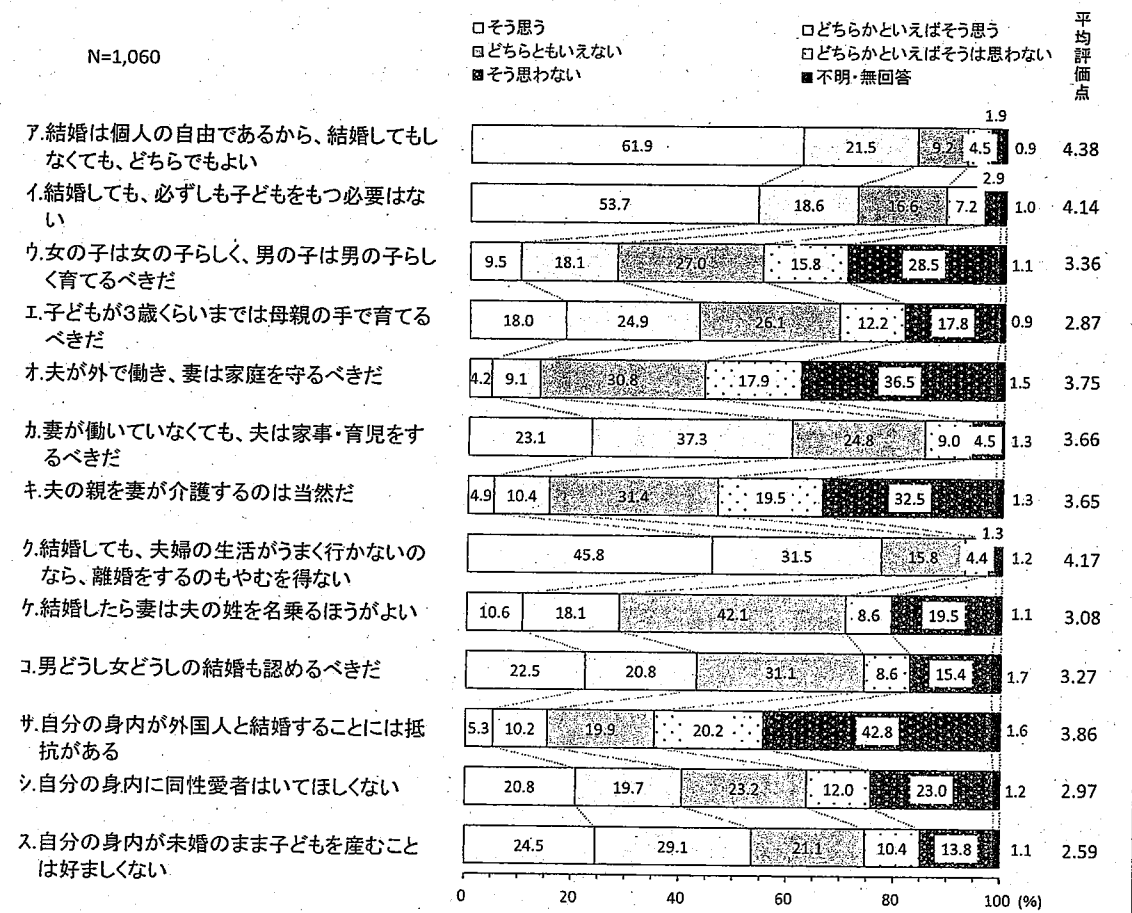 N=1,060
□そう思う □どちらかといえばそう思う
どちらともいえない どちらかといえばそうは思わない
そう思わない ■不明・無回答
平均評価点
ア.結婚は個人の自由であるから、結婚してもし
なくても、どちらでもよい
61.9 21.5 9.2 4.5 1.9 0.9 4.38
イ.結婚しても、必ずしも子どもをもつ必要はな
い
53.7 18.6 16.6 7.2 2.9 1.0 4.14
ウ.女の子は女の子らしく、男の子は男の子らし
く育てるべきだ
9.5 18.1 27.0 15.8 28.5 1.1 3.36
エ.子どもが3歳くらいまでは母親の手で育てる
べきだ
18.0 24.9 26.1 12.2 17.8 0.9 2.87
オ.夫が外で働き、妻は家庭を守るべきだ
4.2 9.1 30.8 17.9 36.5 1.5 3.75
カ.妻が働いていなくても、夫は家事・育児をす
るべきだ
23.1 37.3 24.8 9.0 4.5 1.3 3.66
キ.夫の親を妻が介護するのは当然だ
4.9 10.4 31.4 19.5 32.5 1.3 3.65
ク.結婚しても、夫婦の生活がうまく行かないの
なら、離婚をするのもやむを得ない
45.8 31.5 15.8 4.4 1.3 1.2 4.17
ケ.結婚したら妻は夫の姓を名乗るほうがよい
10.6 18.1 42.1 8.6 19.5 1.1 3.08
コ.男どうし女どうしの結婚も認めるべきだ
22.5 20.8 31.1 8.6 15.4 1.7 3.27
サ.自分の身内が外国人と結婚することには抵
抗がある
5.3 10.2 19.9 20.2 42.8 1.6 3.86
シ.自分の身内に同性愛者はいてほしくない
20.8 19.7 23.2 12.0 23.0 1.2 2.97
ス.自分の身内が未婚のまま子どもを産むこと
は好ましくない
24.5 29.1 21.1 10.4 13.8 1.1 2.59
0 20 40 60 80 100 (%)